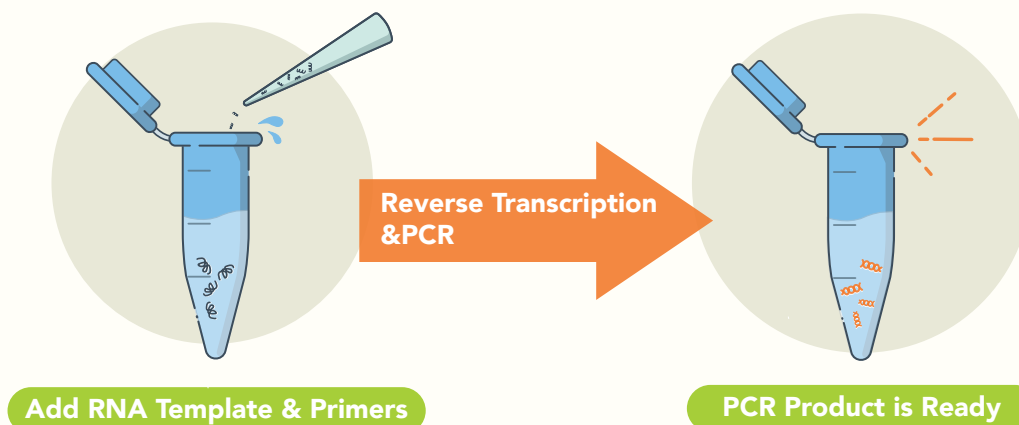 Reverse Transcription
&PCR
Add RNA Template & Primers
PCR Product is Ready